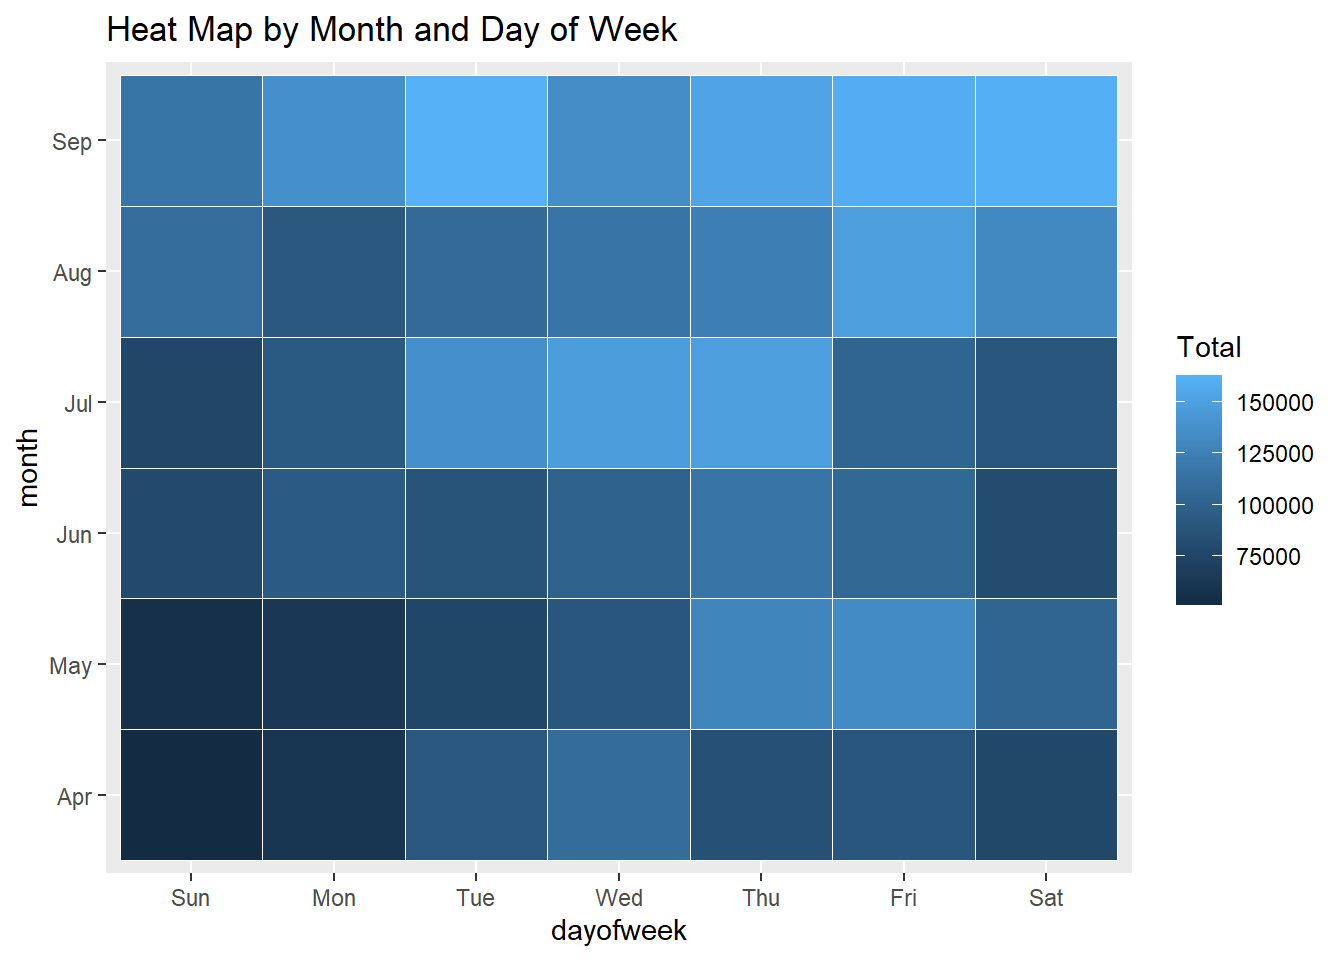 Heat Map by Month and Day of Week
Sep
Aug
Jul
Jun
May
Apr
month
Sun Mon Tue Wed Thu Fri Sat
dayofweek
Total
150000
125000
100000
75000